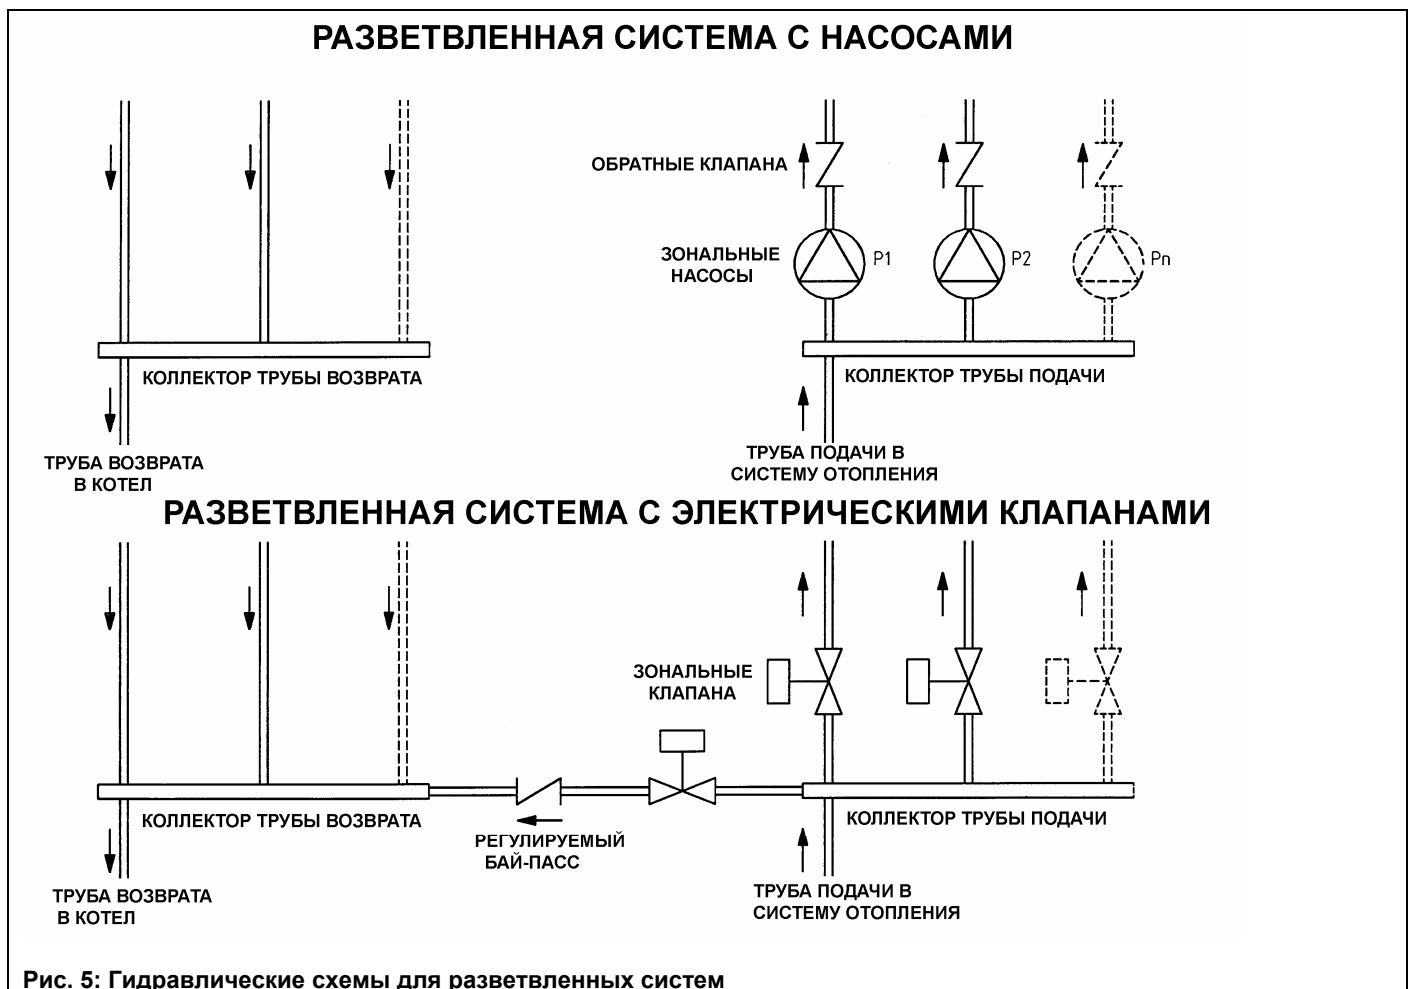 РАЗВЕТВЛЕННАЯ СИСТЕМА С НАСОСАМИ
ОБРАТНЫЕ КЛАПАНА
ЗОНАЛЬНЫЕ
НАСОСЫ
P1
P2
Pn
КОЛЛЕКТОР ТРУБЫ ВОЗВРАТА
КОЛЛЕКТОР ТРУБЫ ПОДАЧИ
ТРУБА ВОЗВРАТА
В КОТЕЛ
ТРУБА ПОДАЧИ В
СИСТЕМУ ОТОПЛЕНИЯ
РАЗВЕТВЛЕННАЯ СИСТЕМА С ЭЛЕКТРИЧЕСКИМИ КЛАПАНАМИ
ЗОНАЛЬНЫЕ
КЛАПАНА
КОЛЛЕКТОР ТРУБЫ ВОЗВРАТА
РЕГУЛИРУЕМЫЙ
БАЙ-ПАСС
КОЛЛЕКТОР ТРУБЫ ПОДАЧИ
ТРУБА ВОЗВРАТА
В КОТЕЛ
ТРУБА ПОДАЧИ В
СИСТЕМУ ОТОПЛЕНИЯ
Рис. 5: Гидравлические схемы для разветвленных систем